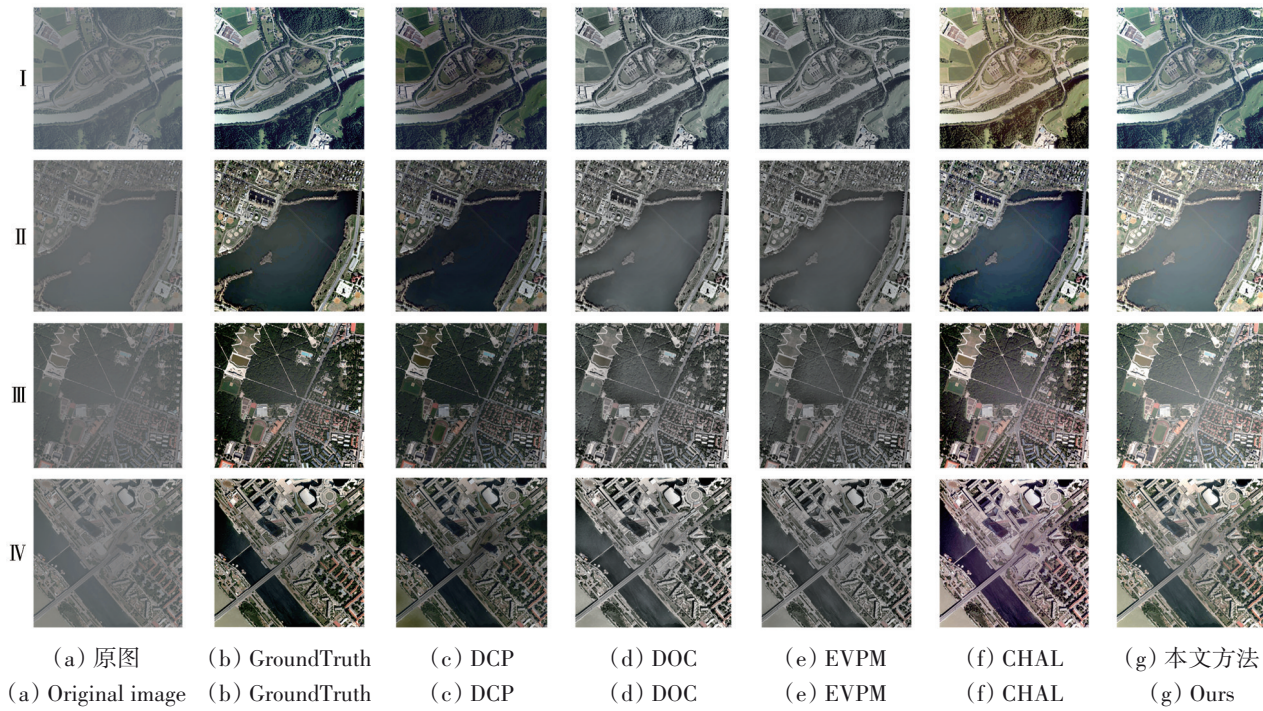 Ⅰ
Ⅱ
Ⅲ
Ⅳ
(a) 原图 (b) GroundTruth (c) DCP (d) DOC (e) EVPM (f) CHAL (g) 本文方法
(a) Original image (b) GroundTruth (c) DCP (d) DOC (e) EVPM (f) CHAL (g) Ours